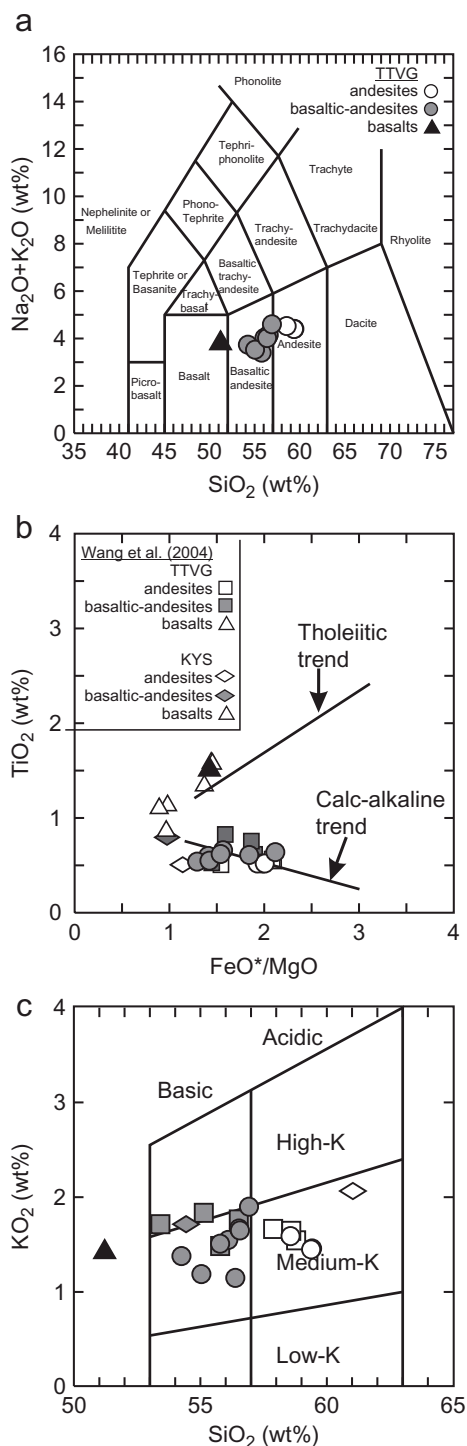 a
16
14
12
10
8
6
4
2
0
Na2O+K2O (wt%)
Phonolite
TTVG
andesites
basaltic-andesites
basalts
Tephri-
phonolite
Trachyte
Phono-
Tephrite
Nephelinite or
Melilitite
Trachy-
andesite
Trachydacite
Rhyolite
Tephrite or
Basanite
Basaltic
trachy-
andesite
Trachy-
basalt
Picro-
basalt
Basalt
Basaltic
andesite
Andesite
Dacite
35 40 45 50 55 60 65 70 75
SiO2 (wt%)
b
4
3
2
1
0
TiO2 (wt%)
Wang et al. (2004)
TTVG
andesites
basaltic-andesites
basalts
KYS
andesites
basaltic-andesites
basalts
Tholeiitic
trend
Calc-alkaline
trend
0 1 2 3 4
FeO*/MgO
c
4
3
2
1
0
KO2 (wt%)
Acidic
Basic
High-K
Medium-K
Low-K
50 55 60 65
SiO2 (wt%)